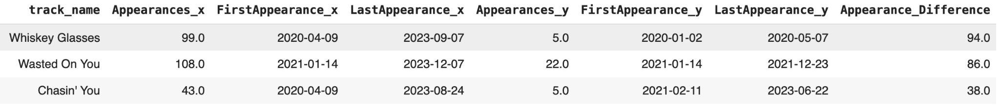 track_name Appearances_x FirstAppearance_x LastAppearance_x Appearances_y FirstAppearance_y LastAppearance_y Appearance_Difference
Whiskey Glasses 99.0 2020-04-09 2023-09-07 5.0 2020-01-02 2020-05-07 94.0
Wasted On You 108.0 2021-01-14 2023-12-07 22.0 2021-01-14 2021-12-23 86.0
Chasin' You 43.0 2020-04-09 2023-08-24 5.0 2021-02-11 2023-06-22 38.0